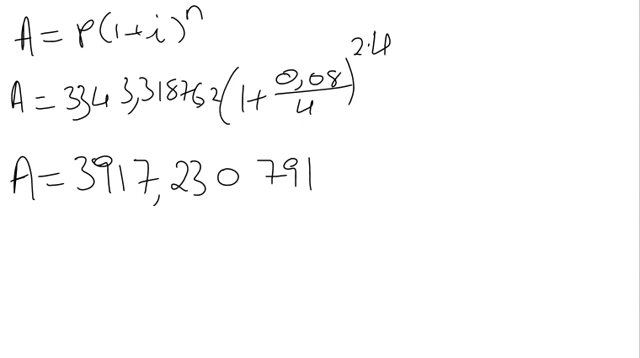 A = P(1+i)^n
A = 3343,318762(1 + 0,08/4)^2·4
A = 3917,230791